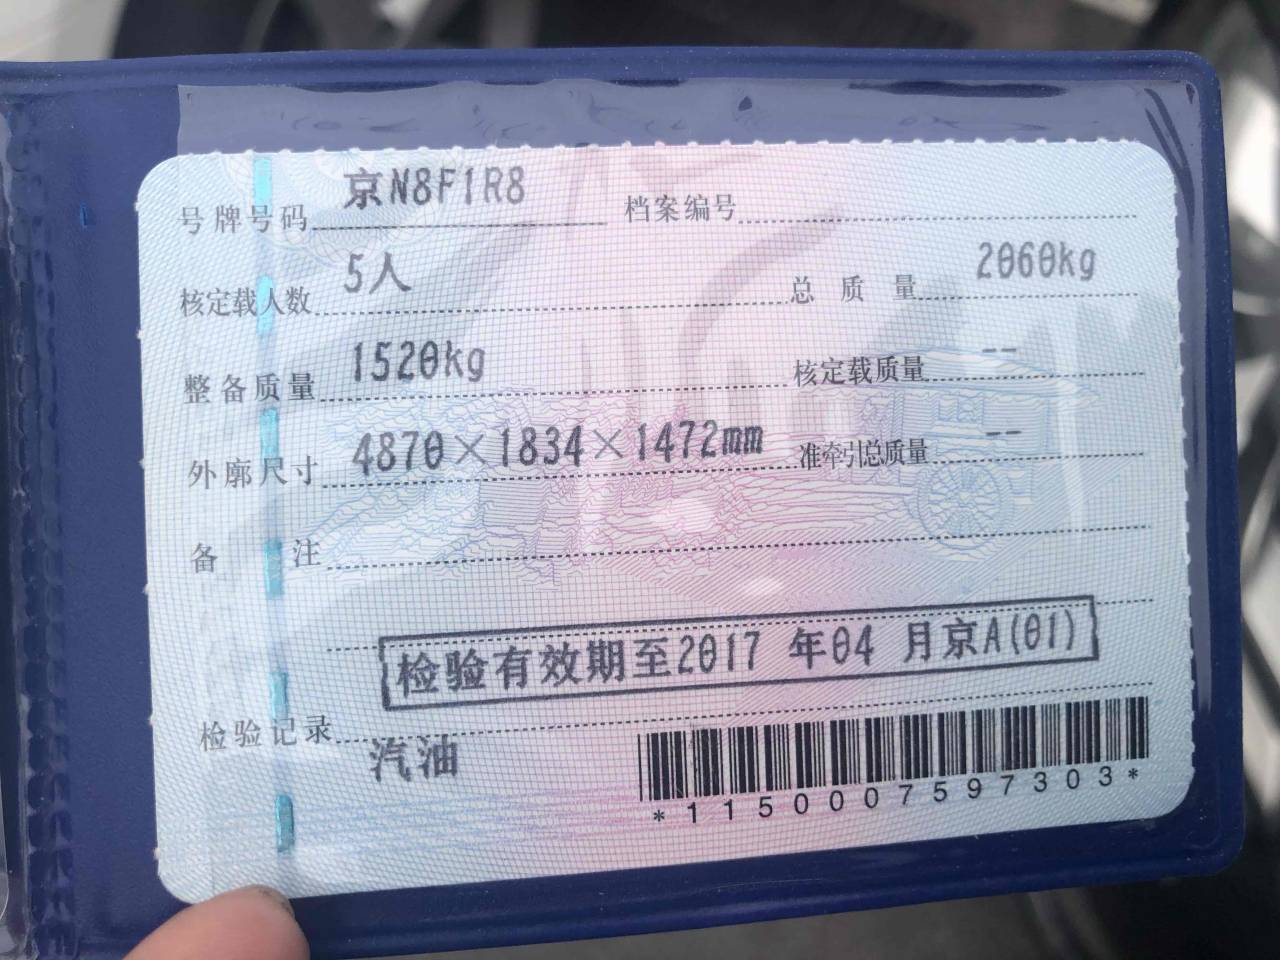 号牌号码 京N8F1R8 档案编号
核定载人数 5人 总质量 2060kg
整备质量 1520kg 核定载质量 --
外廓尺寸 4870×1834×1472mm 准牵引总质量 --
备注
检验有效期至2017 年04 月京A(01)
检验记录
汽油
*1150007597303*